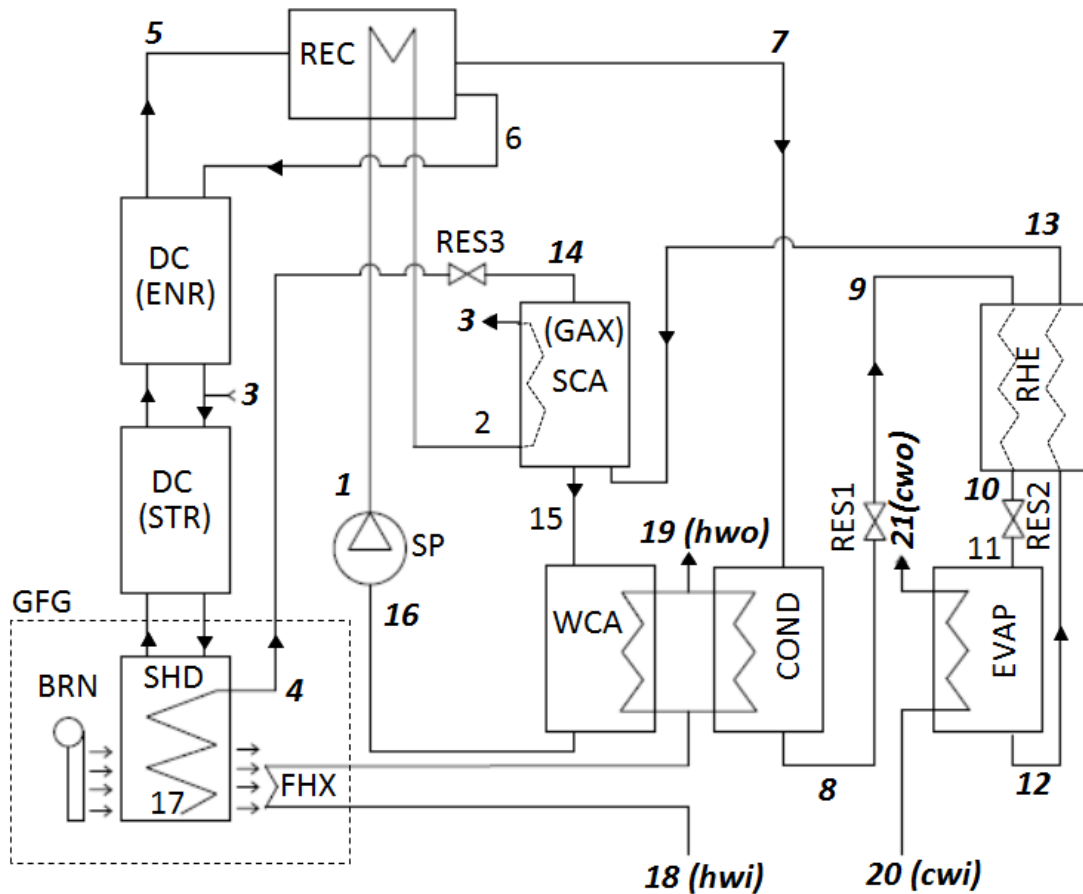 5
REC
7
6
RES3
14
13
DC
(ENR)
9
3
(GAX)
SCA
RHE
3
2
DC
(STR)
1
SP
15
19 (hwo)
RES1
21(cwo)
10
RES2
11
GFG
16
WCA
COND
EVAP
BRN
SHD
4
17
FHX
8
12
18 (hwi)
20 (cwi)